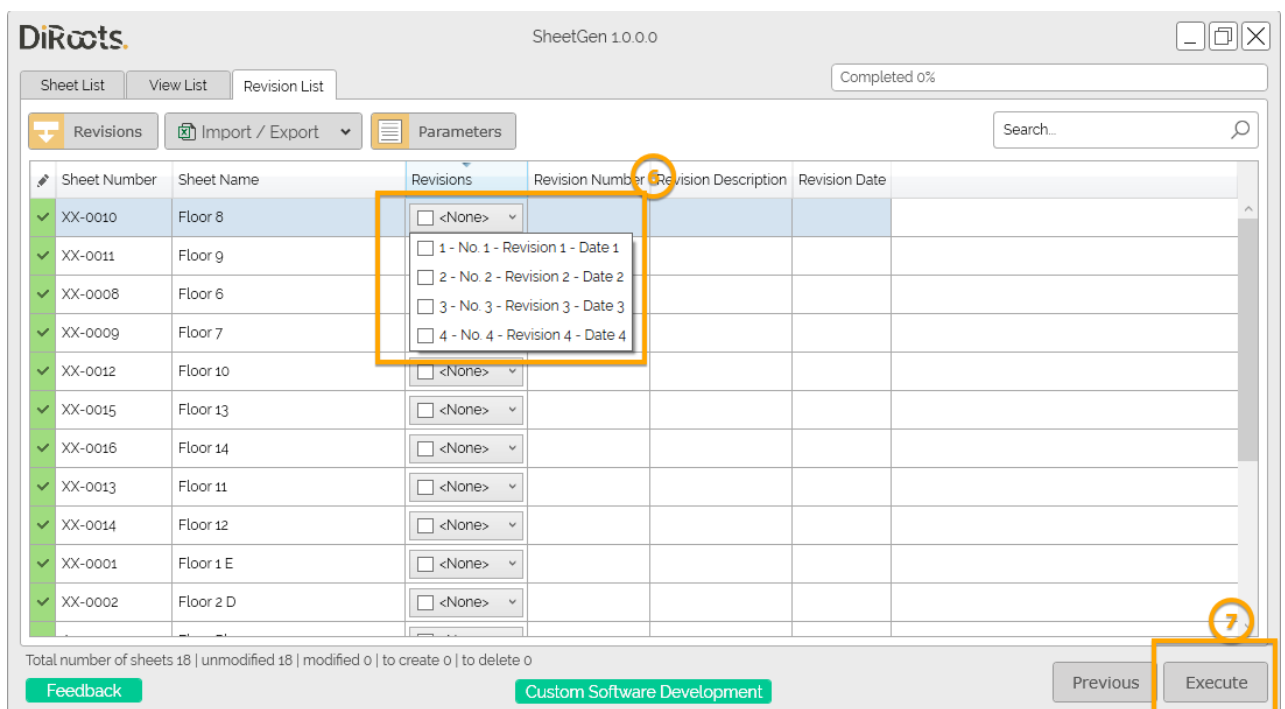 DiRoots.
SheetGen 1.0.0.0
Sheet List View List Revision List
Completed 0%
Revisions Import / Export Parameters
Search...
6
Sheet Number Sheet Name Revisions Revision Number Revision Description Revision Date
XX-0010 Floor 8 <None>
1 - No. 1 - Revision 1 - Date 1
XX-0011 Floor 9
2 - No. 2 - Revision 2 - Date 2
XX-0008 Floor 6
3 - No. 3 - Revision 3 - Date 3
XX-0009 Floor 7
4 - No. 4 - Revision 4 - Date 4
XX-0012 Floor 10 <None>
XX-0015 Floor 13 <None>
XX-0016 Floor 14 <None>
XX-0013 Floor 11 <None>
XX-0014 Floor 12 <None>
XX-0001 Floor 1 E <None>
XX-0002 Floor 2 D <None>
7
Total number of sheets 18 | unmodified 18 | modified 0 | to create 0 | to delete 0
Feedback Custom Software Development Previous Execute